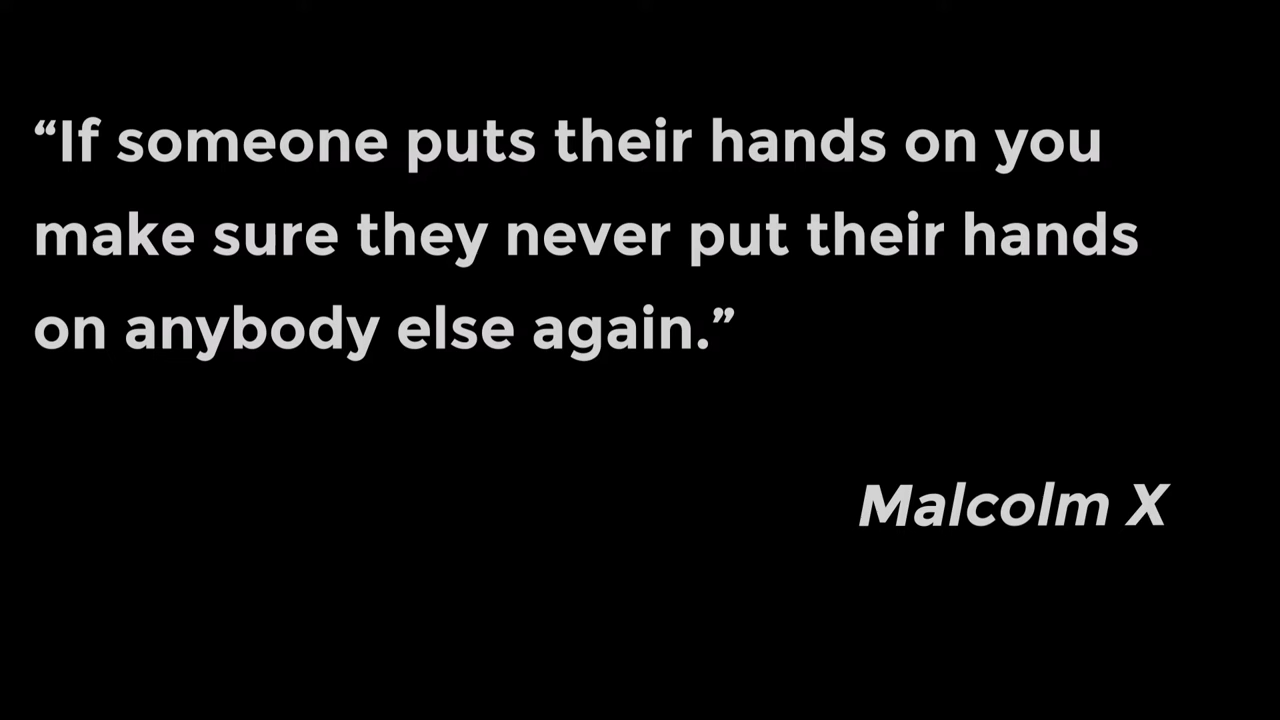 “If someone puts their hands on you
make sure they never put their hands
on anybody else again.”
Malcolm X